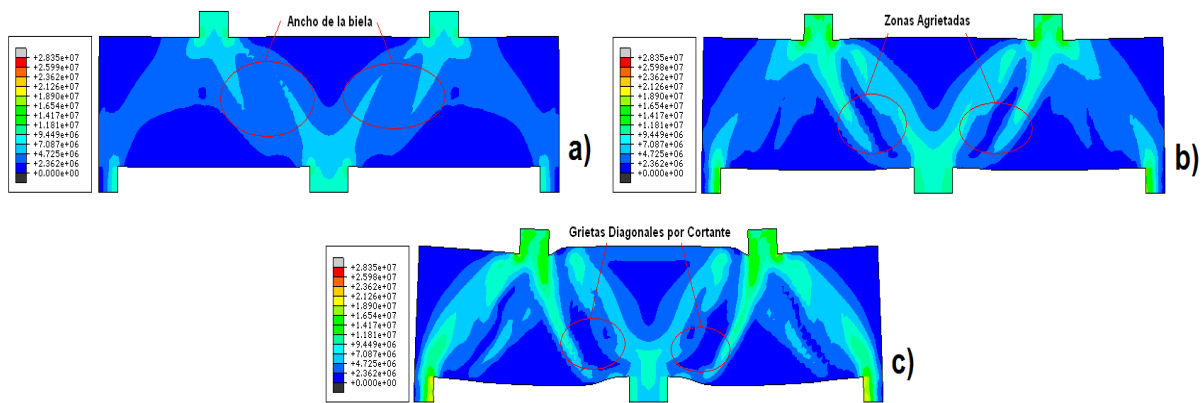 Ancho de la biela
+2.835e+07
+2.599e+07
+2.362e+07
+2.126e+07
+1.890e+07
+1.654e+07
+1.417e+07
+1.181e+07
+9.449e+06
+7.087e+06
+4.725e+06
+2.362e+06
+0.000e+00
a)
Zonas Agrietadas
+2.835e+07
+2.598e+07
+2.362e+07
+2.126e+07
+1.890e+07
+1.654e+07
+1.417e+07
+1.181e+07
+9.449e+06
+7.087e+06
+4.725e+06
+2.362e+06
+0.000e+00
b)
Grietas Diagonales por Cortante
+2.835e+07
+2.598e+07
+2.362e+07
+2.126e+07
+1.890e+07
+1.654e+07
+1.417e+07
+1.181e+07
+9.449e+06
+7.087e+06
+4.725e+06
+2.362e+06
+0.000e+00
c)